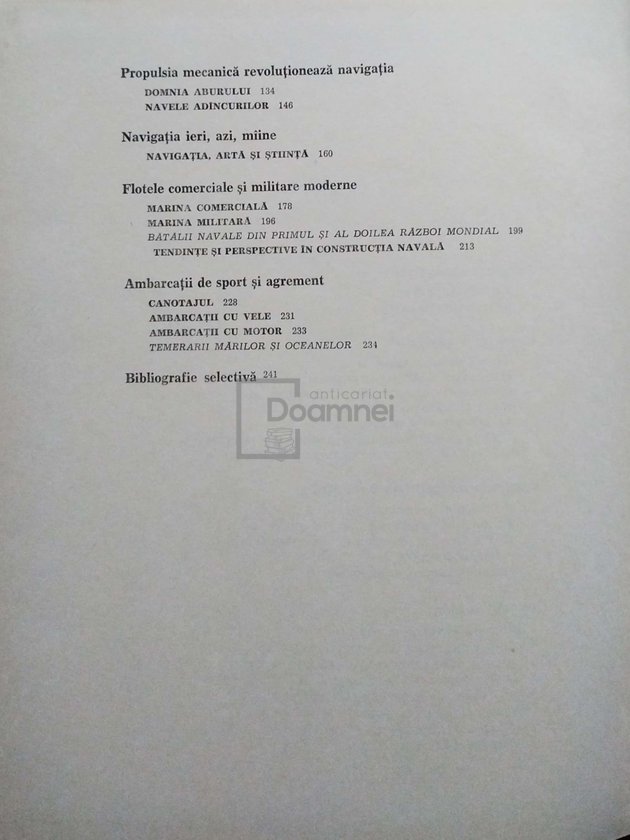 Propulsia mecanică revoluționează navigația
DOMNIA ABURULUI 134
NAVELE ADÎNCURILOR 146
Navigația ieri, azi, mîine
NAVIGAȚIA, ARTĂ ȘI ȘTIINȚĂ 160
Flotele comerciale și militare moderne
MARINA COMERCIALĂ 178
MARINA MILITARĂ 196
BĂTĂLII NAVALE DIN PRIMUL ȘI AL DOILEA RĂZBOI MONDIAL 199
TENDINȚE ȘI PERSPECTIVE ÎN CONSTRUCȚIA NAVALĂ 213
Ambarcații de sport și agrement
CANOTAJUL 228
AMBARCAȚII CU VELE 231
AMBARCAȚII CU MOTOR 233
TEMERARII MĂRILOR ȘI OCEANELOR 234
Bibliografie selectivă 241
anticariat
Doamnei